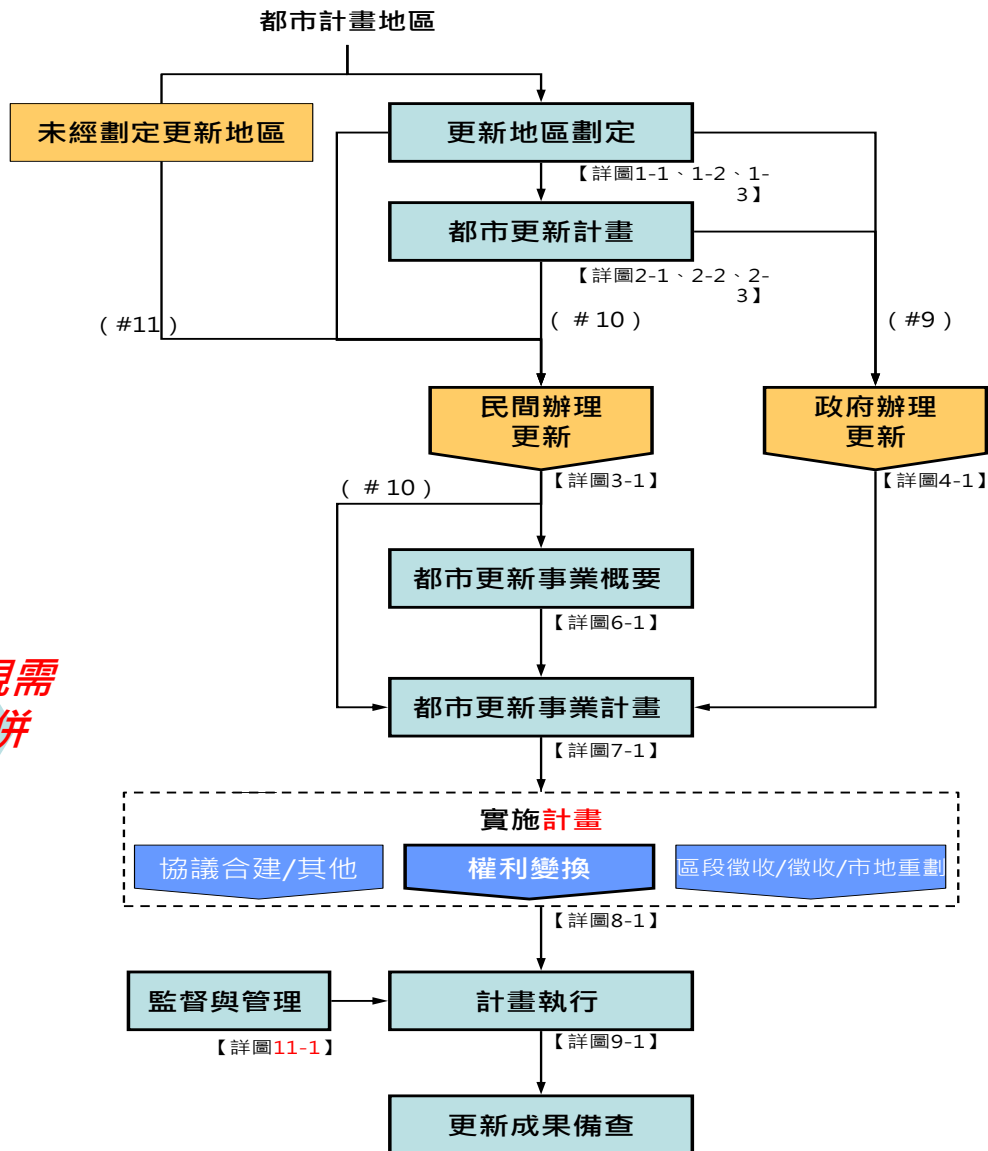 都市計畫地區
未經劃定更新地區
更新地區劃定
【詳圖1-1、1-2、1-
3】
都市更新計畫
【詳圖2-1、2-2、2-
3】
(#11)
(#10)
(#9)
民間辦理
更新
政府辦理
更新
【詳圖3-1】
【詳圖4-1】
(#10)
都市更新事業概要
【詳圖6-1】
視需
併
都市更新事業計畫
【詳圖7-1】
實施計畫
協議合建/其他
權利變換
區段徵收/徵收/市地重劃
【詳圖8-1】
監督與管理
計畫執行
【詳圖11-1】
【詳圖9-1】
更新成果備查